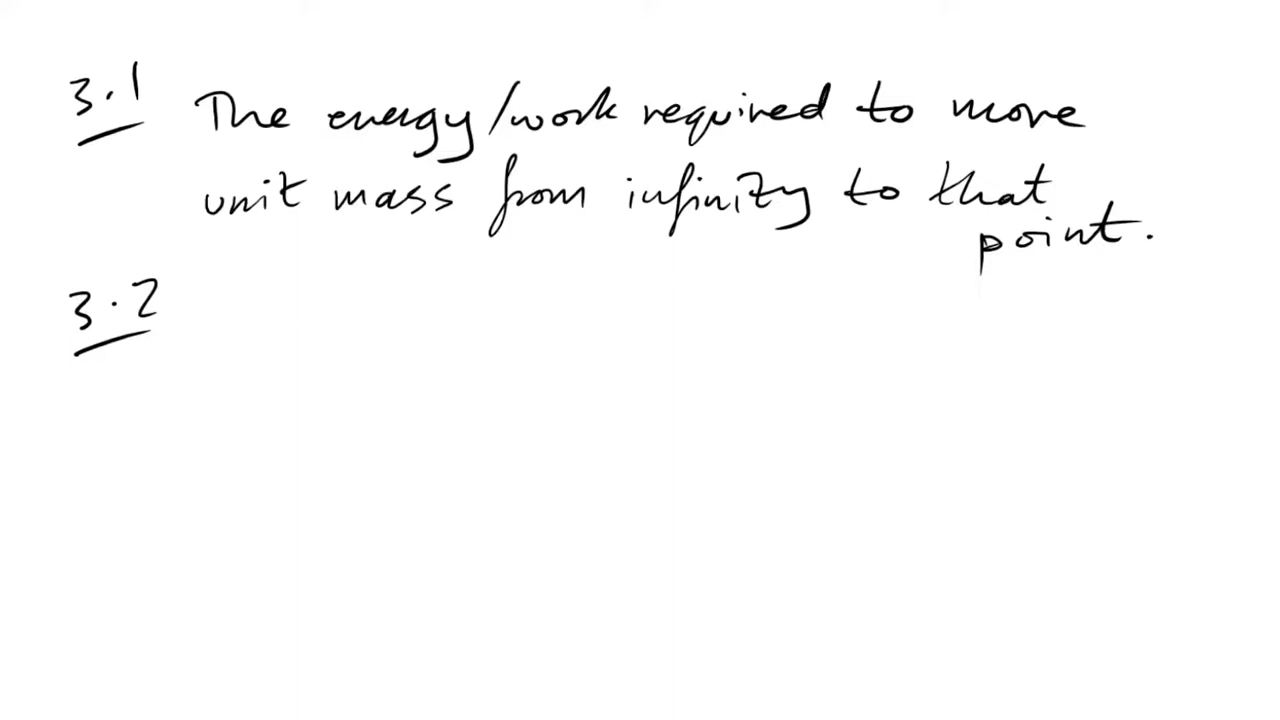 3.1 The energy/work required to move
unit mass from infinity to that
point.
3.2